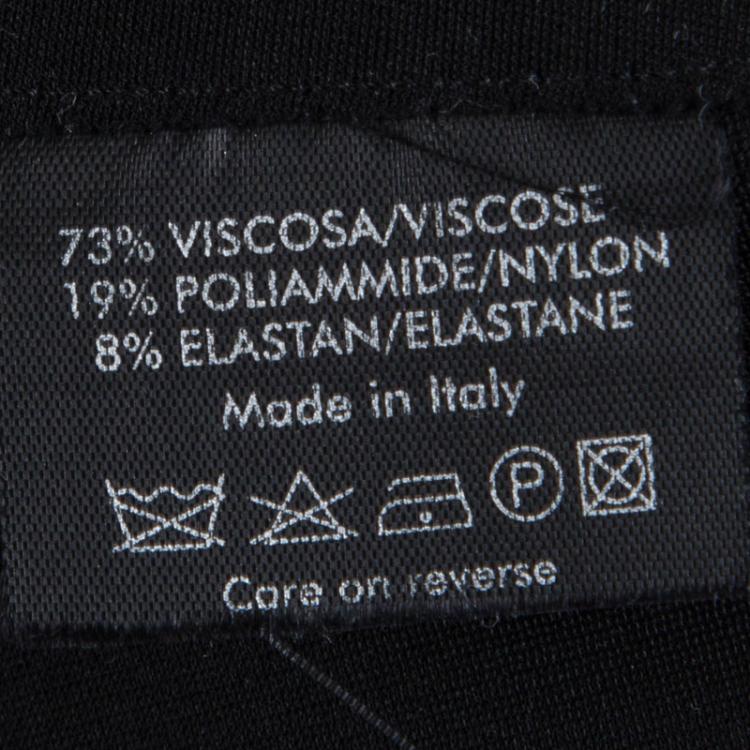 73% VISCOSA/VISCOSE
19% POLIAMMIDE/NYLON
8% ELASTAN/ELASTANE
Made in Italy
P
Care on reverse